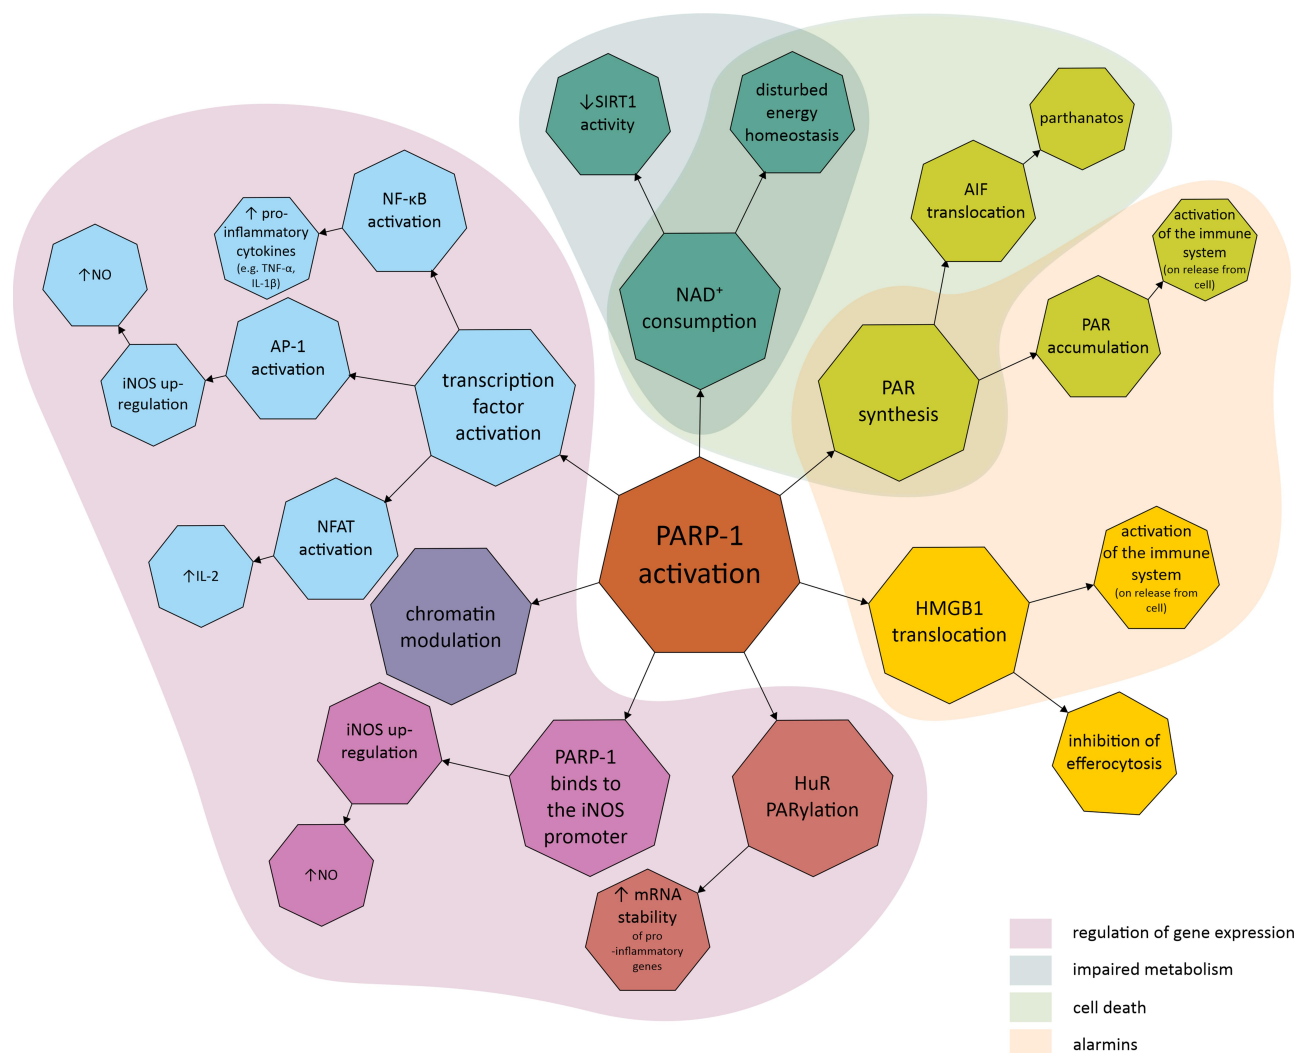 ↓SIRT1
activity
disturbed
energy
homeostasis
parthanatos
AIF
translocation
NF-κB
activation
↑ pro-
inflammatory
cytokines
(e.g. TNF-α,
IL-1β)
↑NO
AP-1
activation
iNOS up-
regulation
transcription
factor
activation
NFAT
activation
↑IL-2
NAD⁺
consumption
PAR
synthesis
PAR
accumulation
activation
of the immune
system
(on release from
cell)
PARP-1
activation
chromatin
modulation
HMGB1
translocation
activation
of the immune
system
(on release from
cell)
inhibition of
efferocytosis
iNOS up-
regulation
↑NO
PARP-1
binds to
the iNOS
promoter
HuR
PARylation
↑ mRNA
stability
of pro
-inflammatory
genes
regulation of gene expression
impaired metabolism
cell death
alarmins